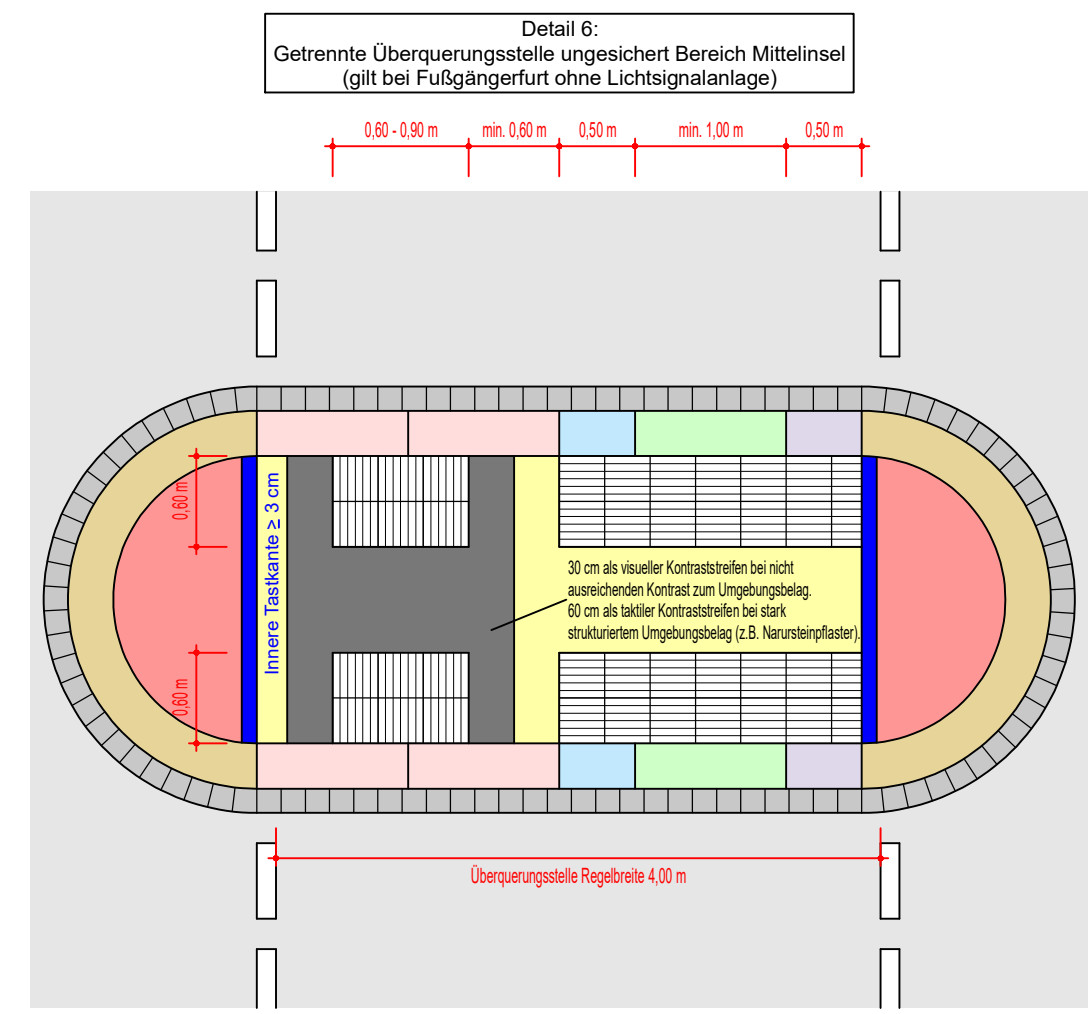 Detail 6:
Getrennte Überquerungsstelle ungesichert Bereich Mittelinsel
(gilt bei Fußgängerfurt ohne Lichtsignalanlage)
0,60 - 0,90 m
min. 0,60 m
0,50 m
min. 1,00 m
0,50 m
0,60 m
Innere Tastkante ≥ 3 cm
30 cm als visueller Kontraststreifen bei nicht
ausreichenden Kontrast zum Umgebungsbelag.
60 cm als taktiler Kontraststreifen bei stark
strukturiertem Umgebungsbelag (z.B. Narursteinpflaster).
0,60 m
Überquerungsstelle Regelbreite 4,00 m